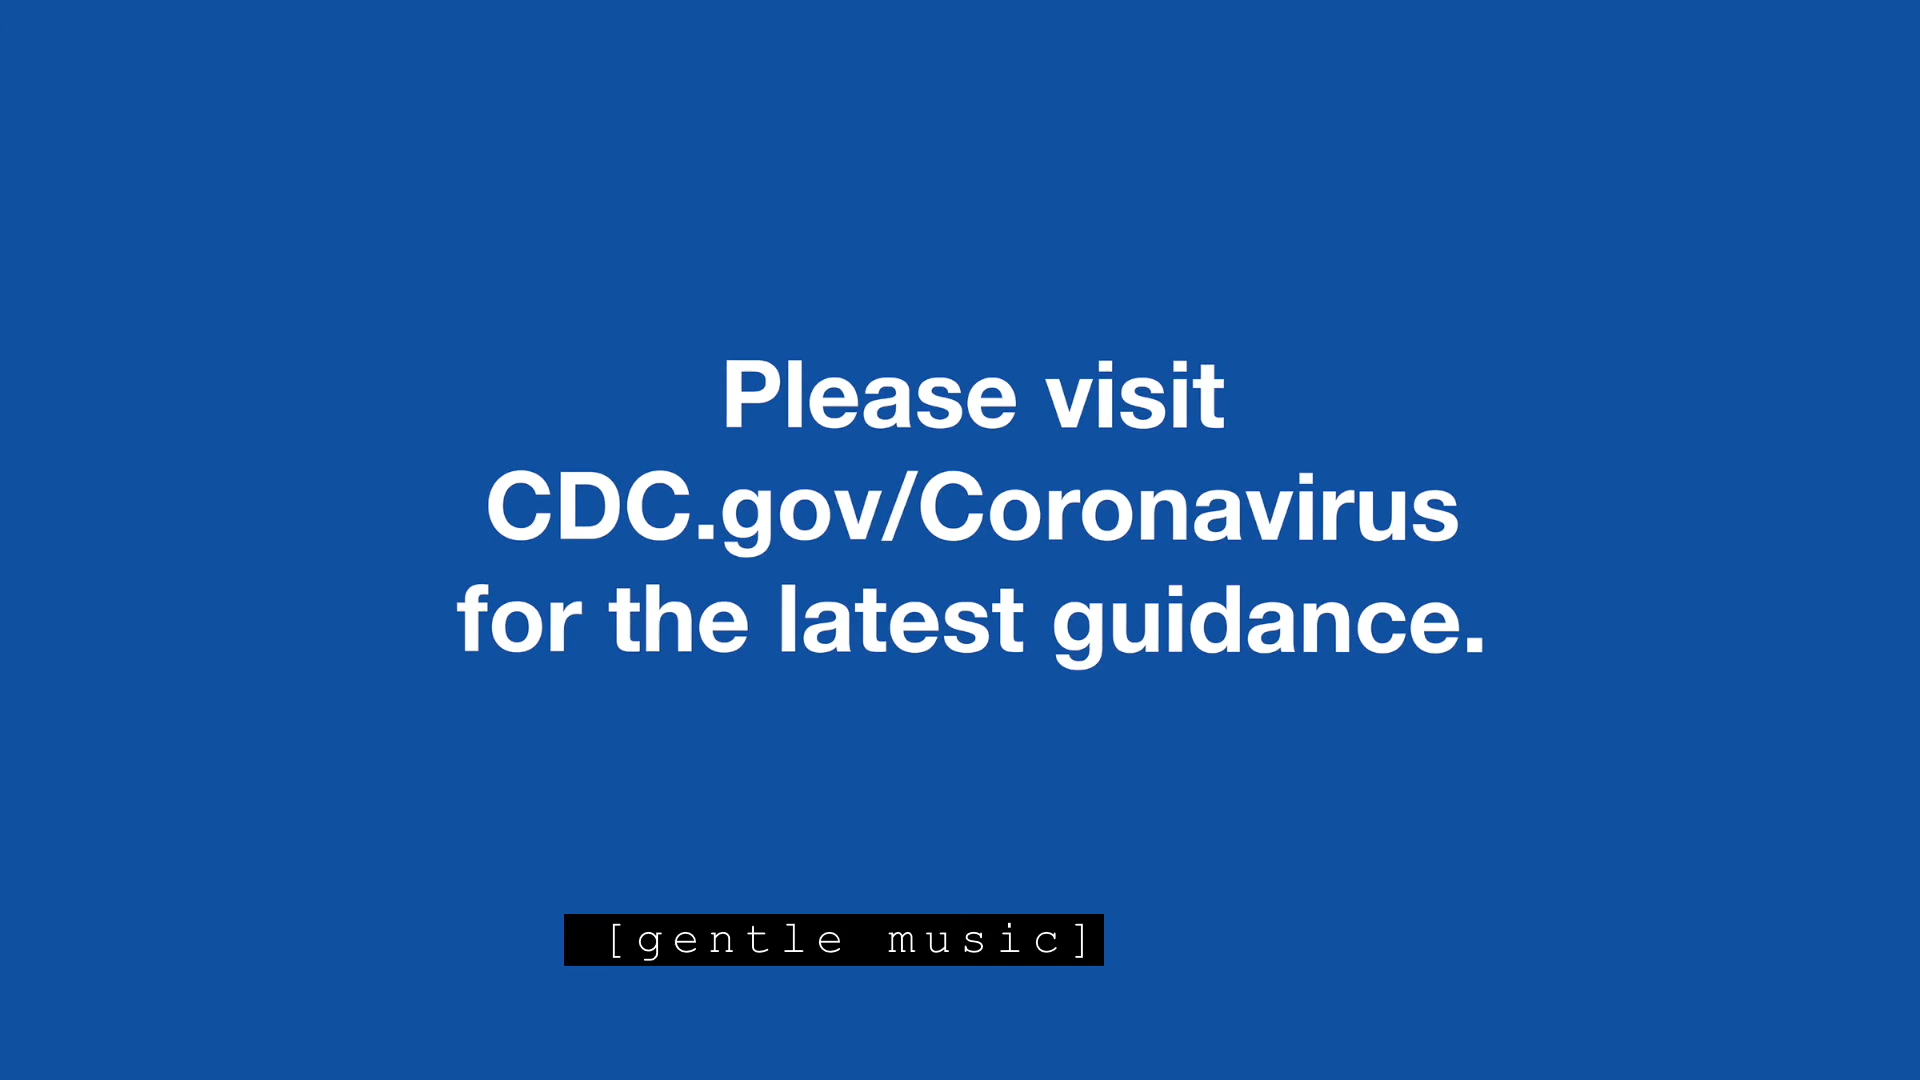 Please visit
CDC.gov/Coronavirus
for the latest guidance.
[gentle music]